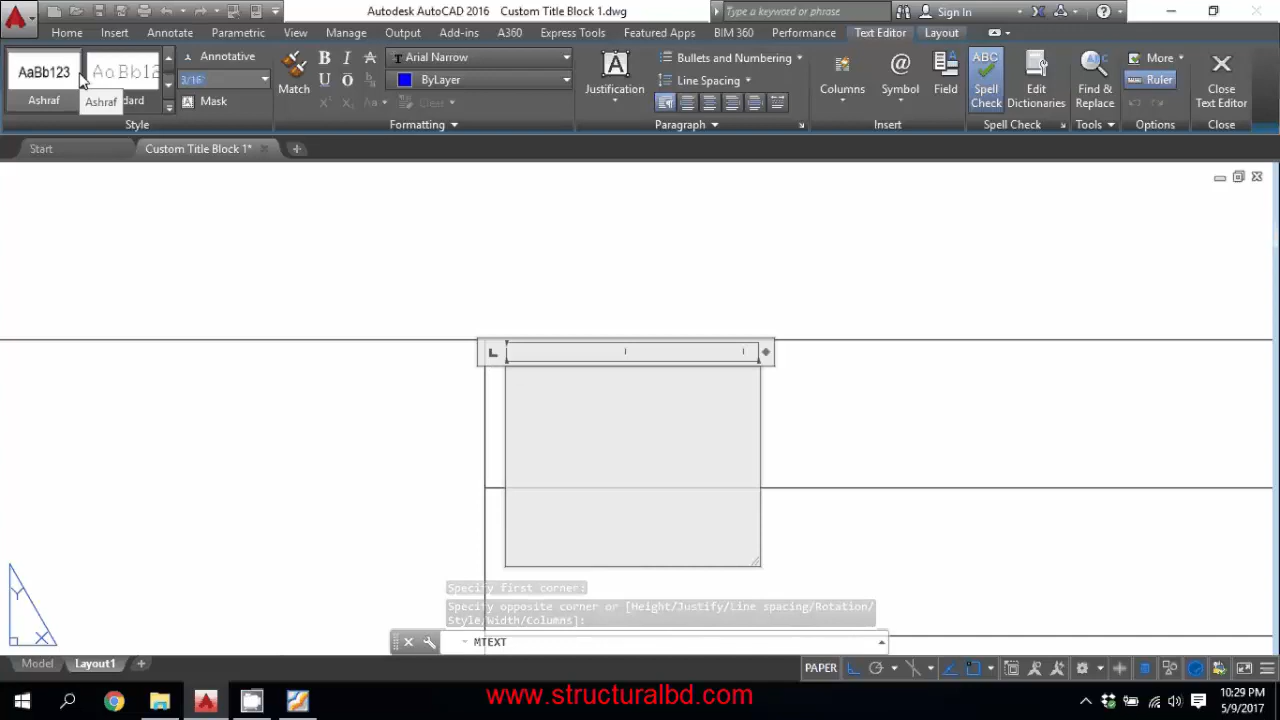 Autodesk AutoCAD 2016 Custom Title Block 1.dwg
Type a keyword or phrase
Sign In
Home Insert Annotate Parametric View Manage Output Add-ins A360 Express Tools Featured Apps BIM 360 Performance Text Editor Layout
AaBb123
AaBb12
Annotative
3/16"
Mask
Ashraf
Ashraf
dard
Style
Match
B I A
U O
Arial Narrow
ByLayer
Aa
Clear
Formatting
A
Justification
Bullets and Numbering
Line Spacing
Paragraph
Columns
@
Symbol
Field
Insert
ABC
Spell
Check
Edit
Dictionaries
Spell Check
Find &
Replace
Tools
More
Ruler
Options
Close
Text Editor
Close
Start
Custom Title Block 1*
Y
X
Specify first corner:
Specify opposite corner or [Height/Justify/Line spacing/Rotation/
Style/Width/Columns]:
MTEXT
Model Layout1
PAPER
www.structuralbd.com
10:29 PM
5/9/2017